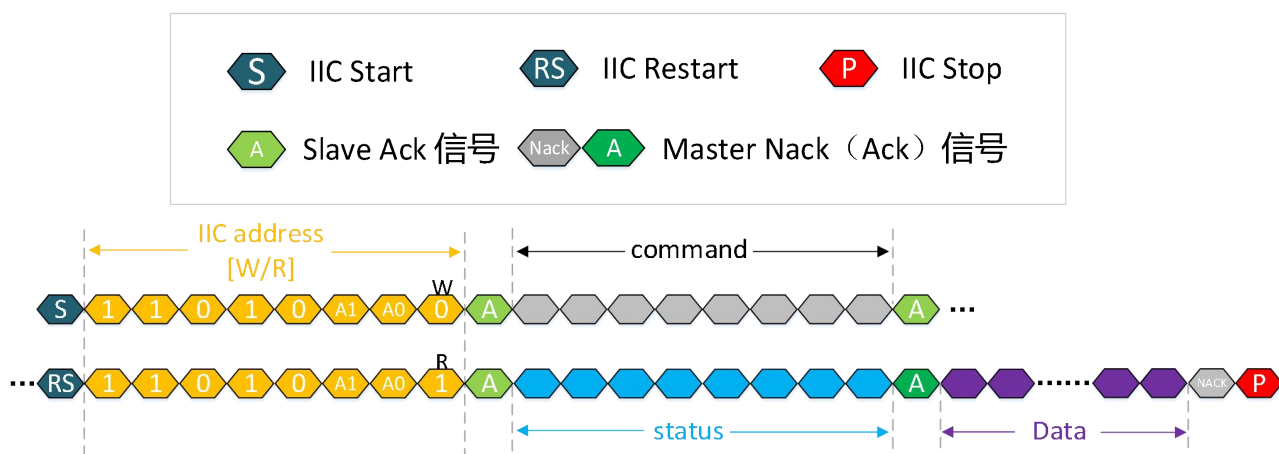 S IIC Start RS IIC Restart P IIC Stop
A Slave Ack 信号 Nack A Master Nack（Ack）信号
IIC address
[W/R]
command
W
S 1 1 0 1 0 A1 A0 0 A A ...
R
... RS 1 1 0 1 0 A1 A0 1 A A ...... NACK P
status
Data